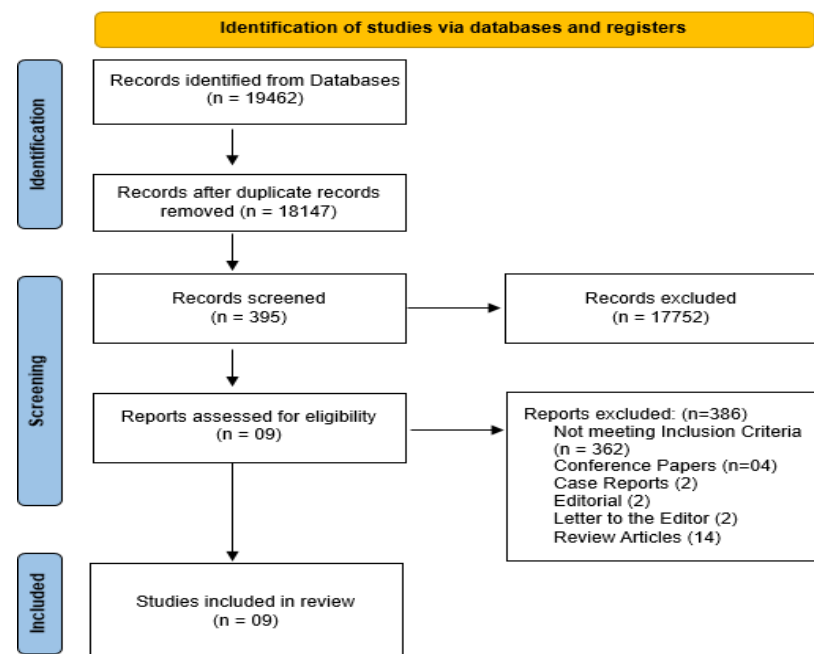 Identification of studies via databases and registers
Identification
Records identified from Databases
(n = 19462)
Records after duplicate records
removed (n = 18147)
Screening
Records screened
(n = 395)
Records excluded
(n = 17752)
Reports assessed for eligibility
(n = 09)
Reports excluded: (n=386)
Not meeting Inclusion Criteria
(n = 362)
Conference Papers (n=04)
Case Reports (2)
Editorial (2)
Letter to the Editor (2)
Review Articles (14)
Included
Studies included in review
(n = 09)